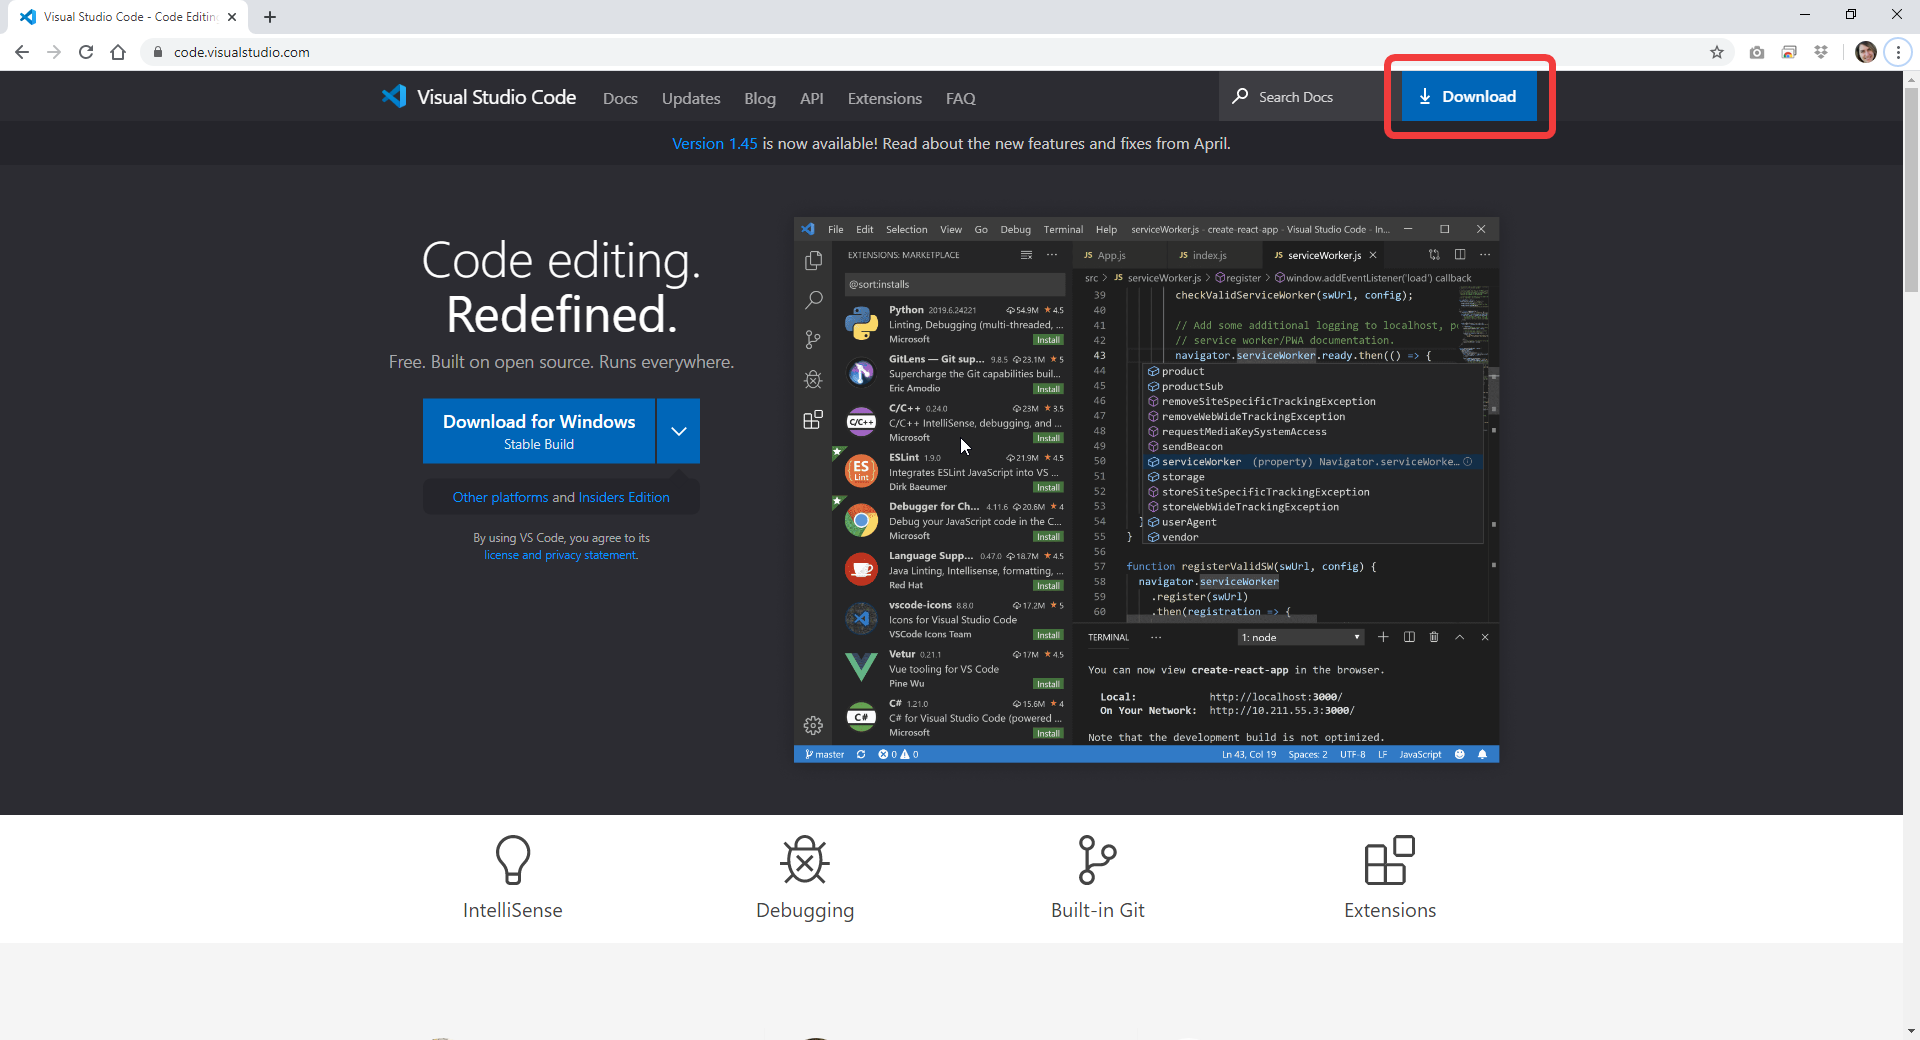 Visual Studio Code - Code Editin
code.visualstudio.com
Visual Studio Code Docs Updates Blog API Extensions FAQ Search Docs Download
Version 1.45 is now available! Read about the new features and fixes from April.
Code editing.
Redefined.
Free. Built on open source. Runs everywhere.
Download for Windows
Stable Build
Other platforms and Insiders Edition
By using VS Code, you agree to its
license and privacy statement.
File Edit Selection View Go Debug Terminal Help serviceWorker.js - create-react-app - Visual Studio Code - In...
EXTENSIONS: MARKETPLACE
@sort:installs
Python 2019.6.24221 54.9M ★ 4.5
Linting, Debugging (multi-threaded, ...
Microsoft Install
GitLens — Git sup... 9.8.5 23.1M ★ 5
Supercharge the Git capabilities buil...
Eric Amodio Install
C/C++
C/C++ 0.24.0 23M ★ 3.5
C/C++ IntelliSense, debugging, and ...
Microsoft Install
ES
Lint
ESLint 1.9.0 21.9M ★ 4.5
Integrates ESLint JavaScript into VS ...
Dirk Baeumer Install
Debugger for Ch... 4.11.6 20.6M ★ 4
Debug your JavaScript code in the C...
Microsoft Install
Language Supp... 0.47.0 18.7M ★ 4.5
Java Linting, Intellisense, formatting, ...
Red Hat Install
vscode-icons 8.8.0 17.2M ★ 5
Icons for Visual Studio Code
VSCode Icons Team Install
Vetur 0.21.1 17M ★ 4.5
Vue tooling for VS Code
Pine Wu Install
C#
C# 1.21.0 15.6M ★ 4
C# for Visual Studio Code (powered ...
Microsoft Install
JS App.js JS index.js JS serviceWorker.js
src > JS serviceWorker.js > register > window.addEventListener('load') callback
39 checkValidServiceWorker(swUrl, config);
40
41 // Add some additional logging to localhost, p
42 // service worker/PWA documentation.
43 navigator.serviceWorker.ready.then(() => {
44 product
45 productSub
46 removeSiteSpecificTrackingException
47 removeWebWideTrackingException
48 requestMediaKeySystemAccess
49 sendBeacon
50 serviceWorker (property) Navigator.serviceWorke...
51 storage
52 storeSiteSpecificTrackingException
53 storeWebWideTrackingException
54 } userAgent
55 } vendor
56
57 function registerValidSW(swUrl, config) {
58 navigator.serviceWorker
59 .register(swUrl)
60 .then(registration => {
TERMINAL ... 1: node
You can now view create-react-app in the browser.
Local: http://localhost:3000/
On Your Network: http://10.211.55.3:3000/
Note that the development build is not optimized.
master 0 0 Ln 43, Col 19 Spaces: 2 UTF-8 LF JavaScript
IntelliSense Debugging Built-in Git Extensions